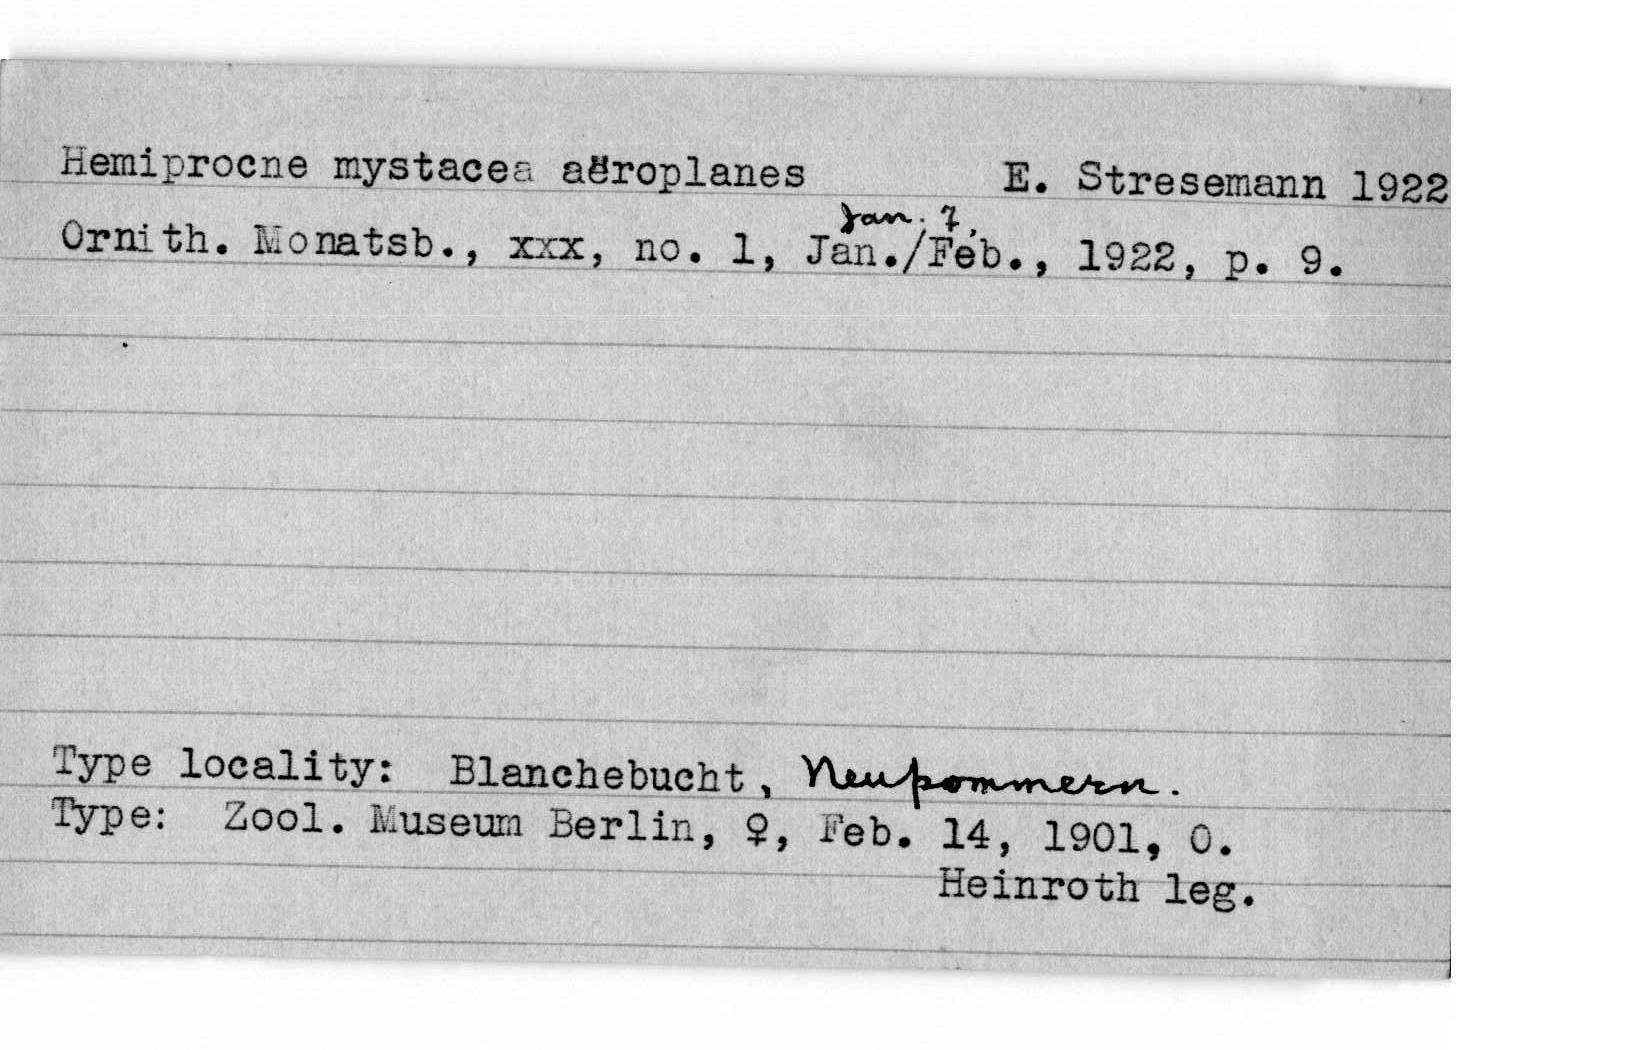 Hemiprocne mystacea aëroplanes E. Stresemann 1922
Jan. 7,
Ornith. Monatsb., xxx, no. 1, Jan./Feb., 1922, p. 9.
Type locality: Blanchebucht, Neupommern.
Type: Zool. Museum Berlin, ♀, Feb. 14, 1901, O.
Heinroth leg.